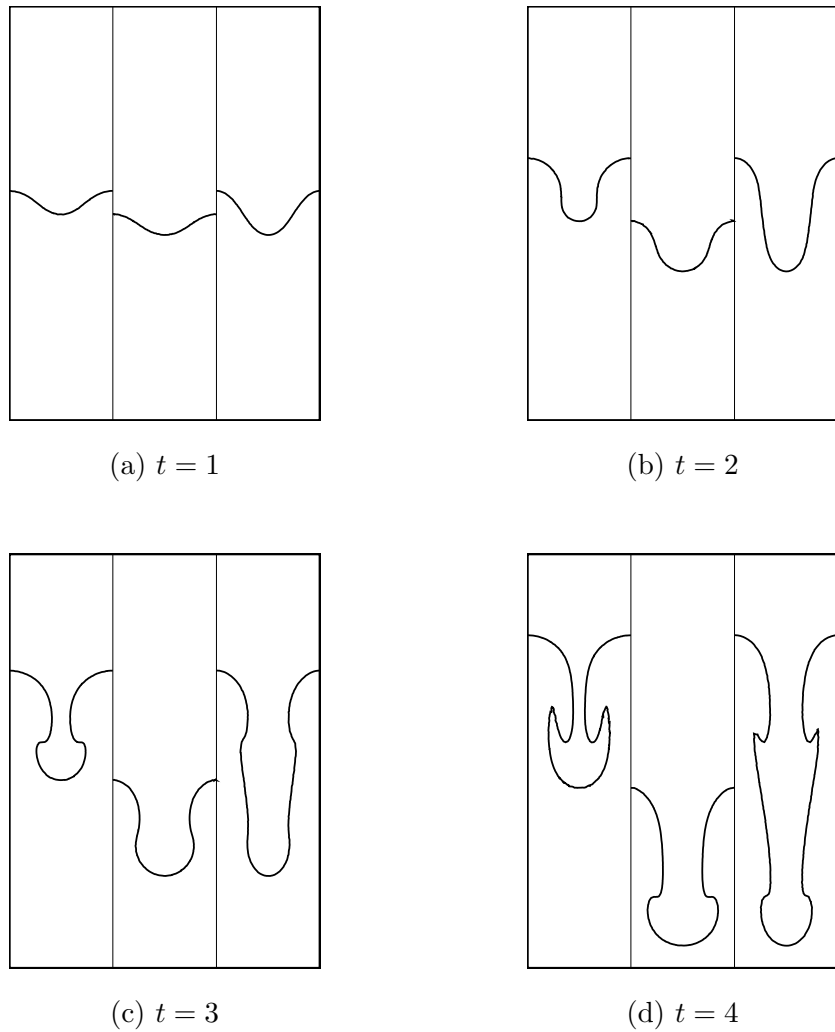 (a) t = 1
(b) t = 2
(c) t = 3
(d) t = 4